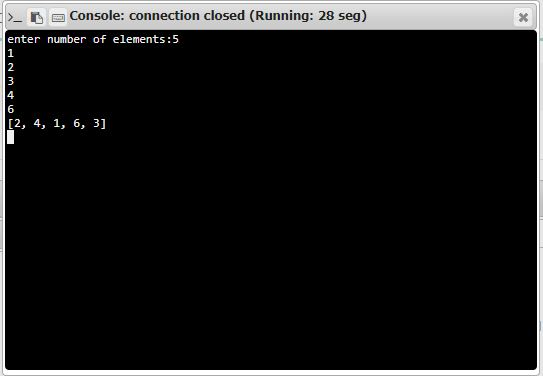 >_ Console: connection closed (Running: 28 seg)
enter number of elements:5
1
2
3
4
6
[2, 4, 1, 6, 3]